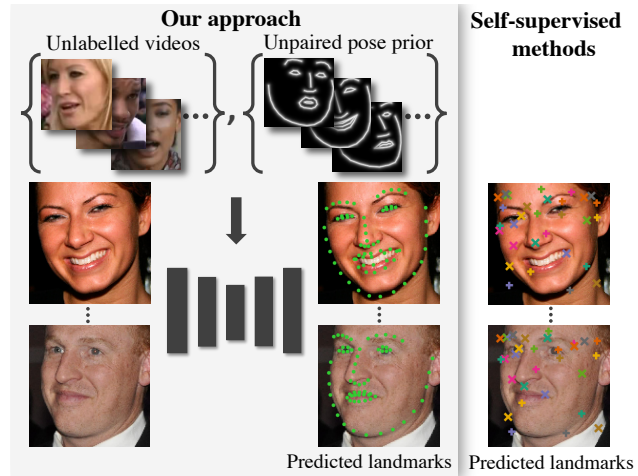 Our approach
Unlabelled videos
Unpaired pose prior
Self-supervised
methods
Predicted landmarks
Predicted landmarks